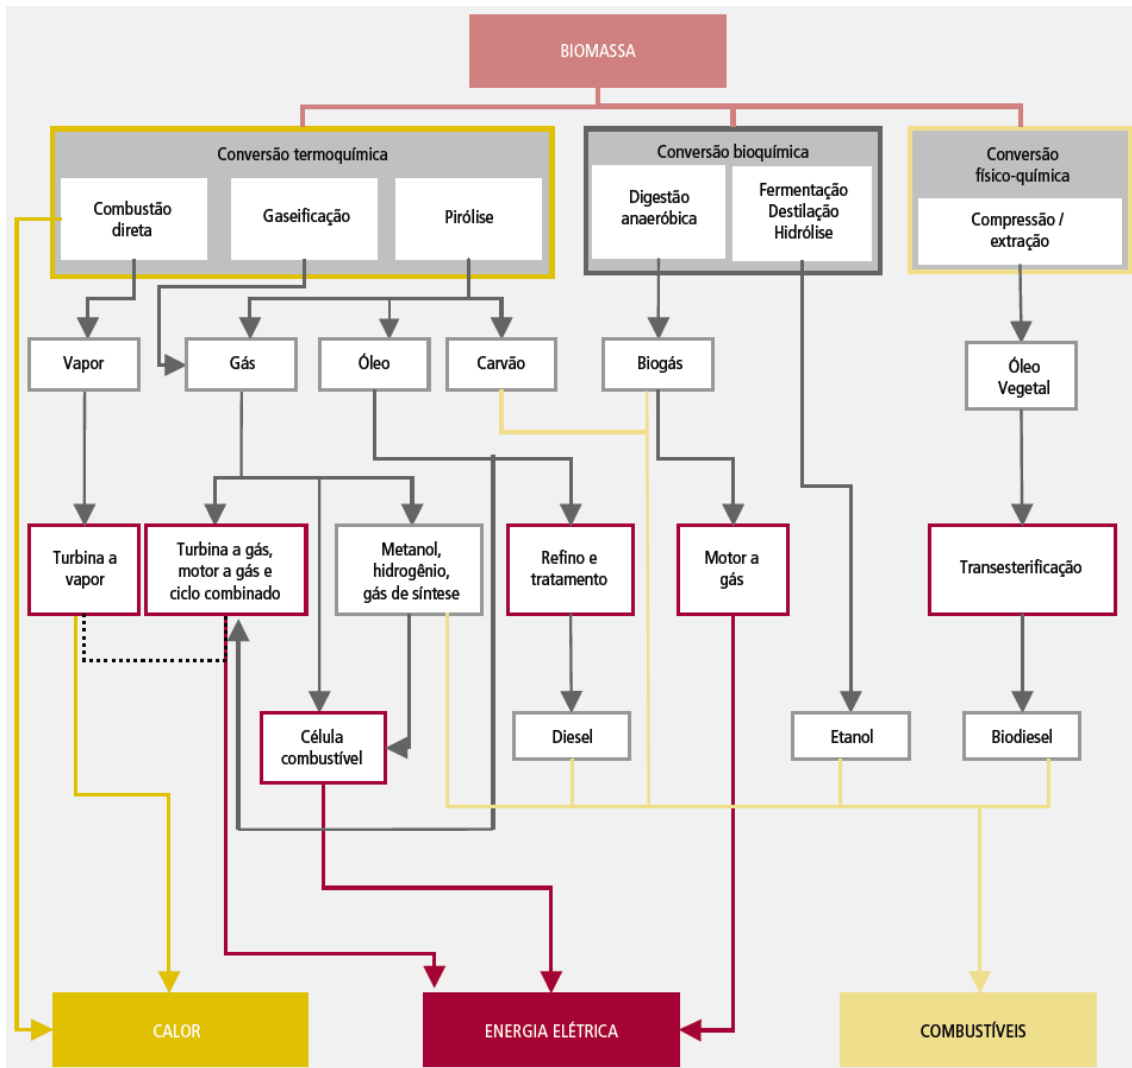 BIOMASSA
Conversão termoquímica
Combustão
direta
Gaseificação
Pirólise
Conversão bioquímica
Digestão
anaeróbica
Fermentação
Destilação
Hidrólise
Conversão
físico-química
Compressão /
extração
Vapor
Gás
Óleo
Carvão
Biogás
Óleo
Vegetal
Turbina a
vapor
Turbina a gás,
motor a gás e
ciclo combinado
Metanol,
hidrogênio,
gás de síntese
Refino e
tratamento
Motor a
gás
Transesterificação
Célula
combustível
Diesel
Etanol
Biodiesel
CALOR
ENERGIA ELÉTRICA
COMBUSTÍVEIS